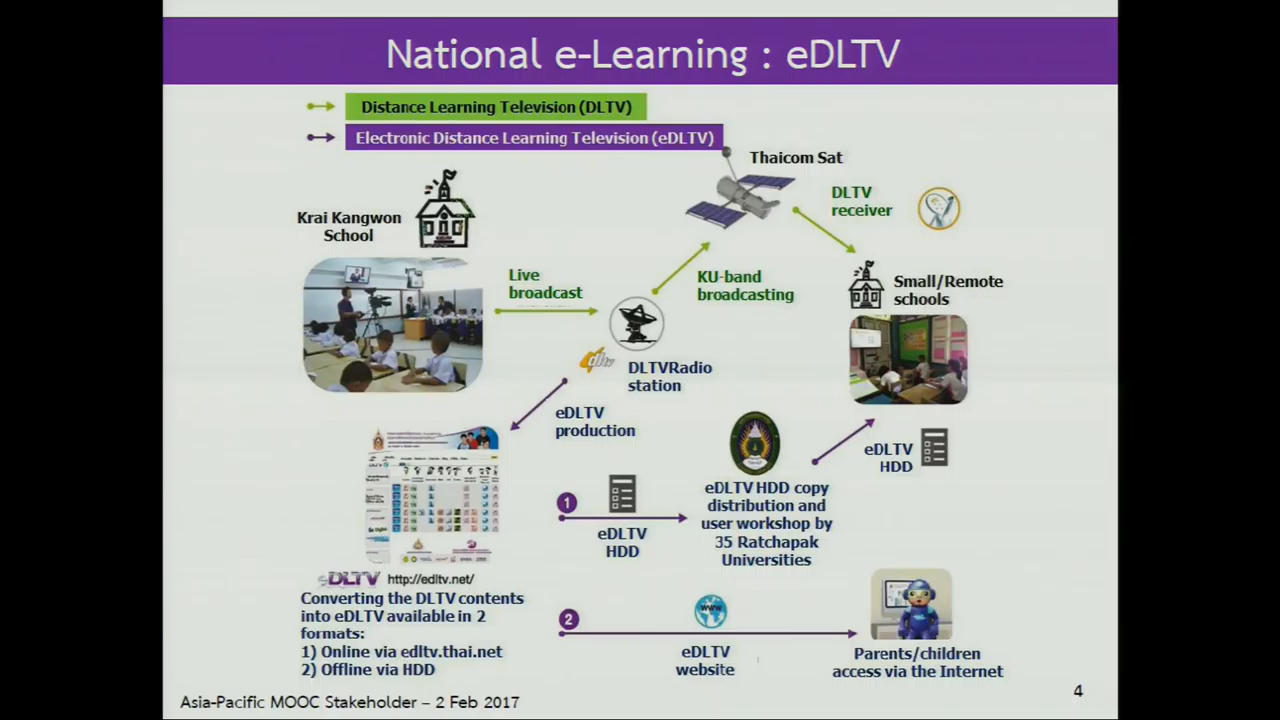 National e-Learning : eDLTV
Distance Learning Television (DLTV)
Electronic Distance Learning Television (eDLTV)
Thaicom Sat
DLTV
receiver
Krai Kangwon
School
Live
broadcast
KU-band
broadcasting
Small/Remote
schools
dltv
DLTVRadio
station
eDLTV
production
eDLTV
HDD
1
eDLTV
HDD
eDLTV HDD copy
distribution and
user workshop by
35 Ratchapak
Universities
eDLTV http://edltv.net/
Converting the DLTV contents
into eDLTV available in 2
formats:
1) Online via edltv.thai.net
2) Offline via HDD
2
www
eDLTV
website
Parents/children
access via the Internet
Asia-Pacific MOOC Stakeholder – 2 Feb 2017
4